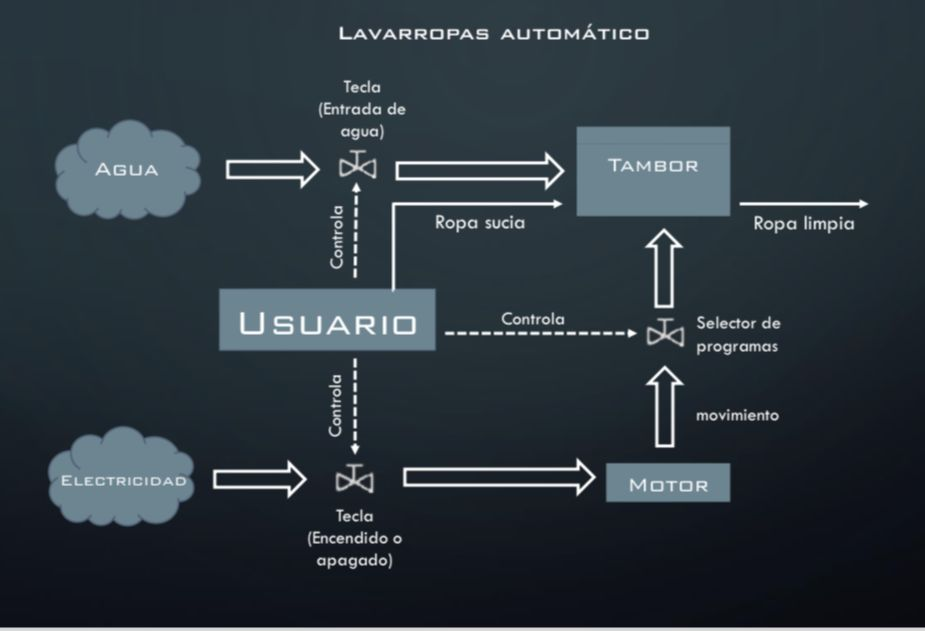 LAVARROPAS AUTOMÁTICO
Tecla
(Entrada de
agua)
AGUA
TAMBOR
Controla
Ropa sucia
Ropa limpia
USUARIO
Controla
Selector de
programas
Controla
movimiento
ELECTRICIDAD
MOTOR
Tecla
(Encendido o
apagado)